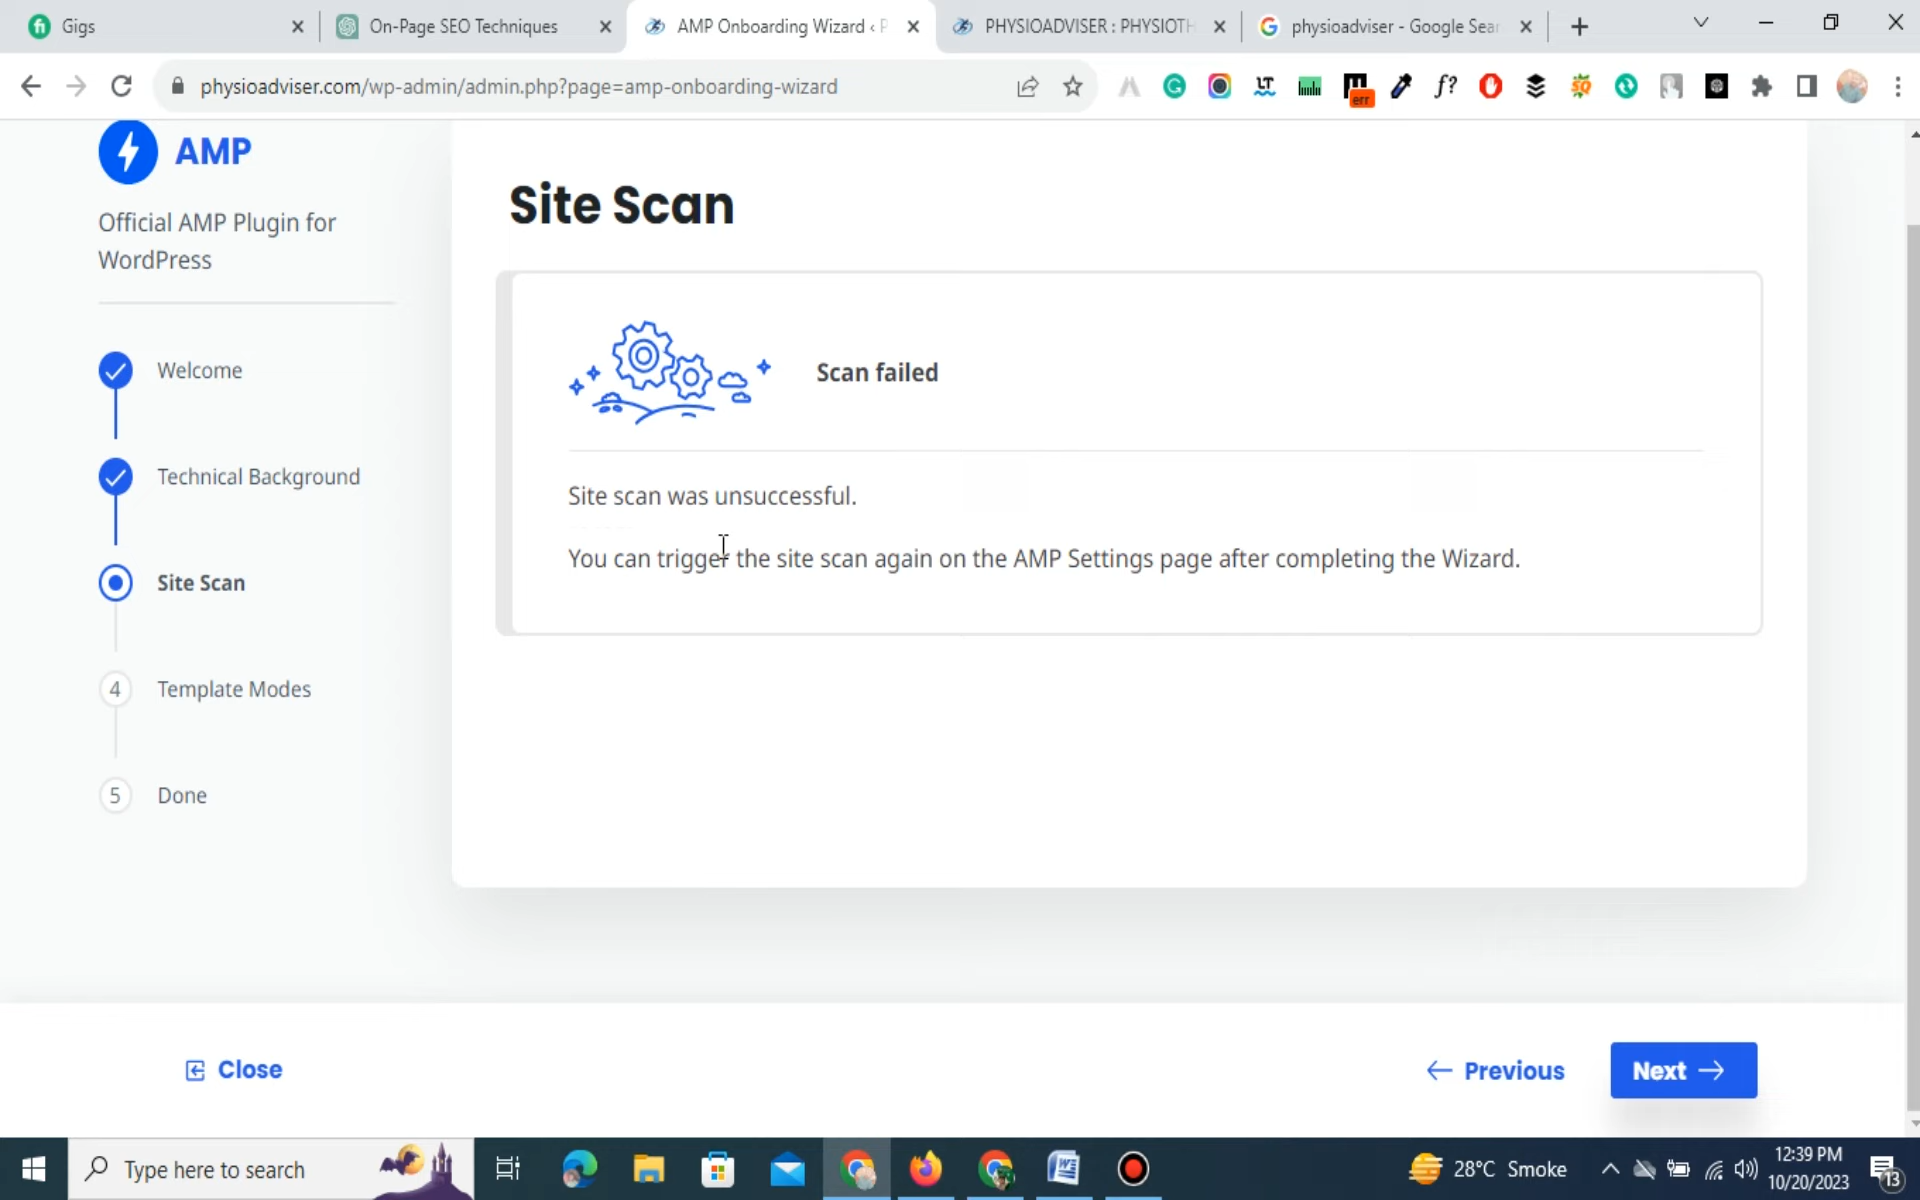 Gigs
On-Page SEO Techniques
AMP Onboarding Wizard ‹ P
PHYSIOADVISER : PHYSIOTH
physioadviser - Google Sear
physioadviser.com/wp-admin/admin.php?page=amp-onboarding-wizard
LT
err
f?
AMP
Official AMP Plugin for
WordPress
Welcome
Technical Background
Site Scan
4 Template Modes
5 Done
Site Scan
Scan failed
Site scan was unsuccessful.
You can trigger the site scan again on the AMP Settings page after completing the Wizard.
Close
Previous
Next
Type here to search
28°C Smoke
12:39 PM
10/20/2023
13